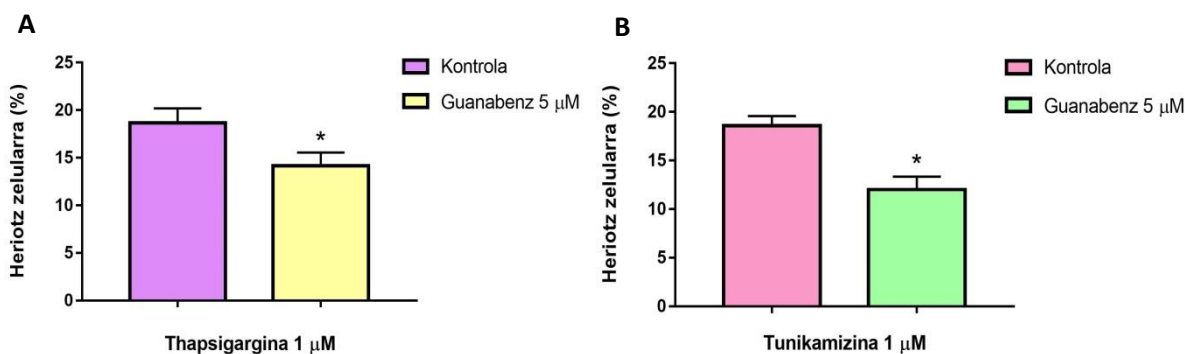 A
Heriotz zelularra (%)
25
20
15
10
5
0
*
Kontrola
Guanabenz 5 μM
Thapsigargina 1 μM
B
Heriotz zelularra (%)
25
20
15
10
5
0
*
Kontrola
Guanabenz 5 μM
Tunikamizina 1 μM